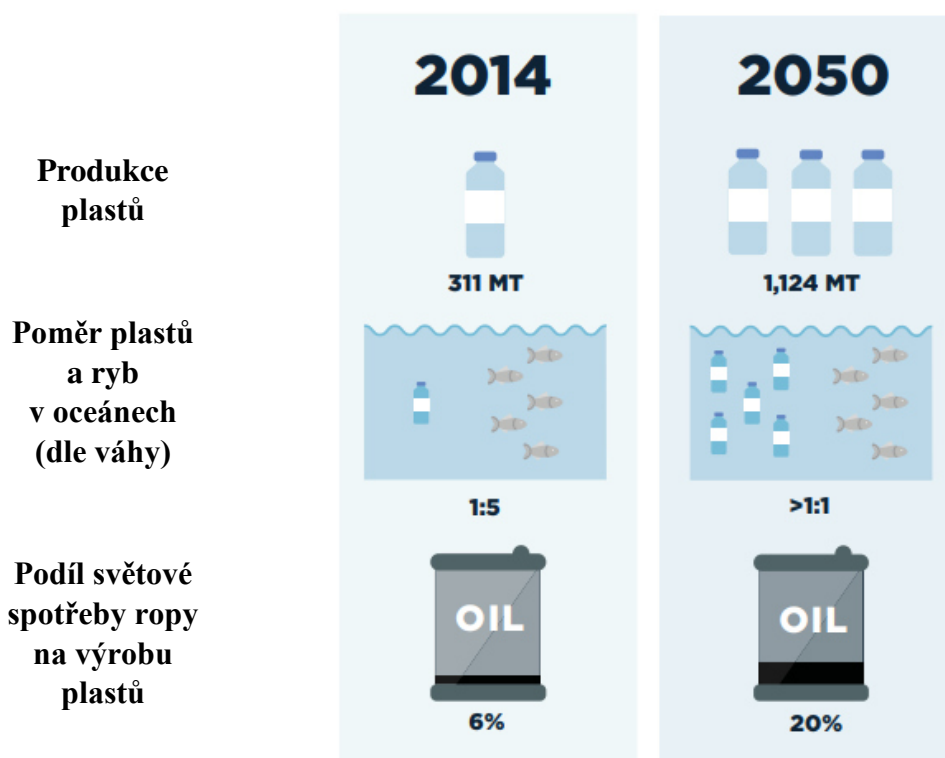 2014
2050
Produkce
plastů
311 MT
1,124 MT
Poměr plastů
a ryb
v oceánech
(dle váhy)
1:5
>1:1
Podíl světové
spotřeby ropy
na výrobu
plastů
OIL
OIL
6%
20%